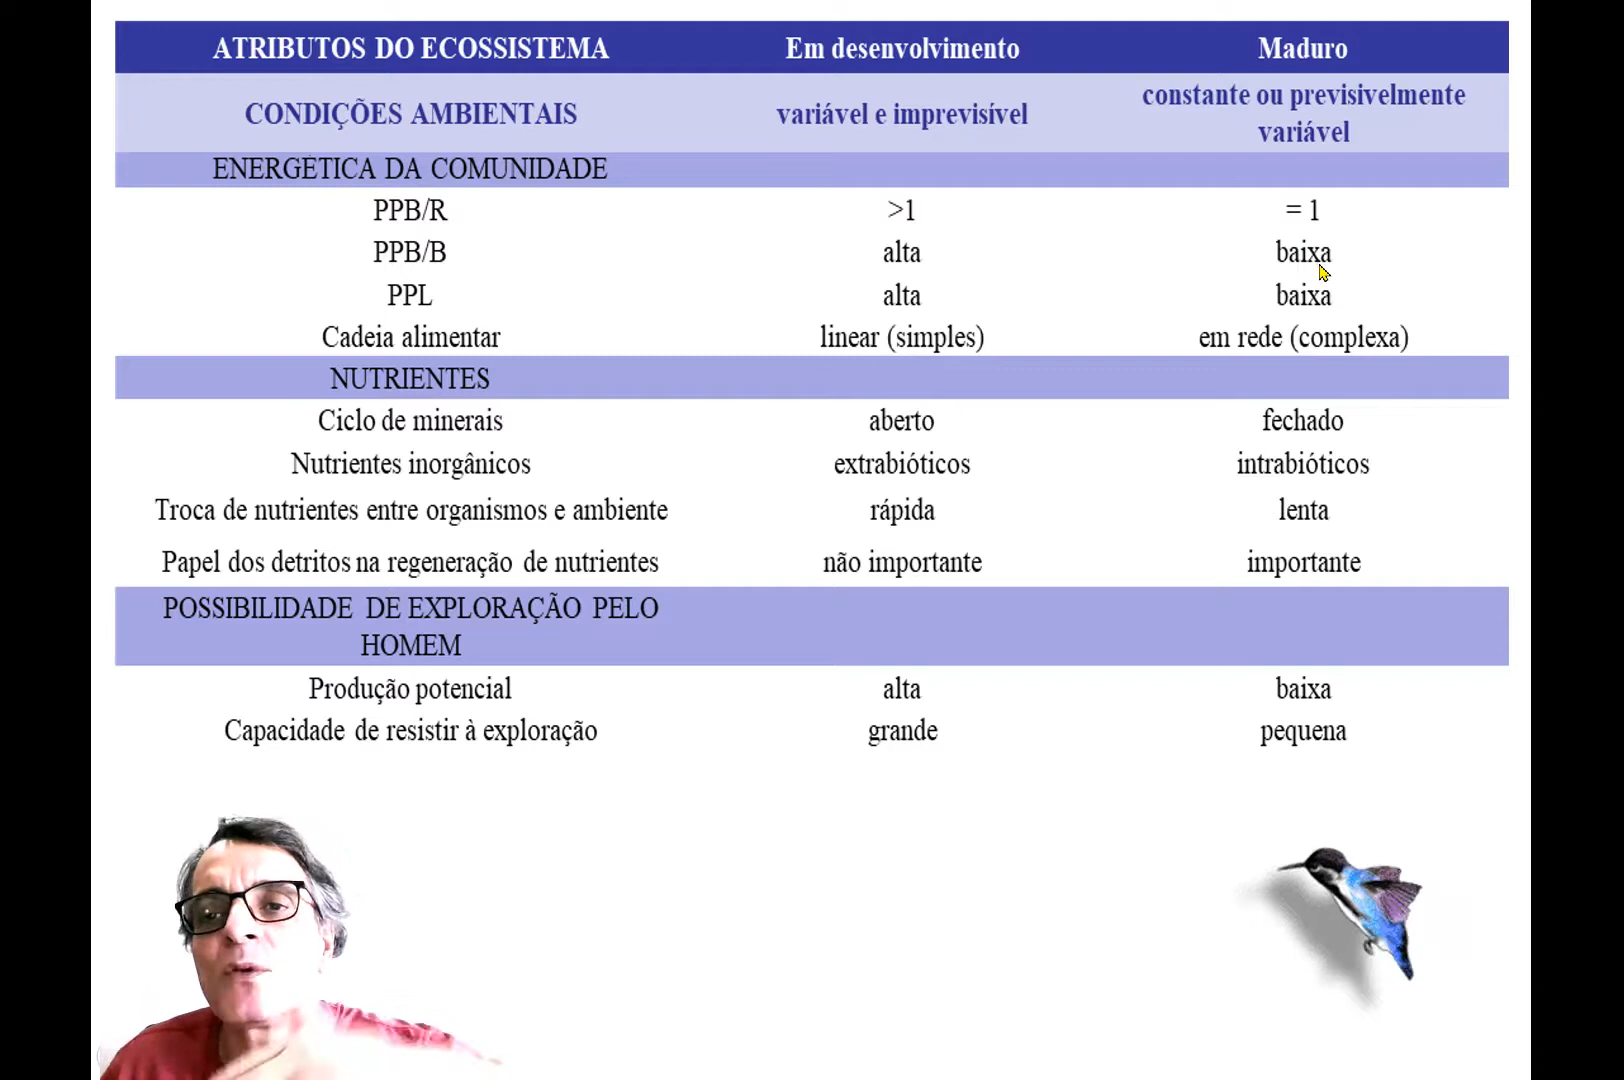 ATRIBUTOS DO ECOSSISTEMA Em desenvolvimento Maduro
CONDIÇÕES AMBIENTAIS variável e imprevisível constante ou previsivelmente
variável
ENERGÉTICA DA COMUNIDADE
PPB/R >1 = 1
PPB/B alta baixa
PPL alta baixa
Cadeia alimentar linear (simples) em rede (complexa)
NUTRIENTES
Ciclo de minerais aberto fechado
Nutrientes inorgânicos extrabióticos intrabióticos
Troca de nutrientes entre organismos e ambiente rápida lenta
Papel dos detritos na regeneração de nutrientes não importante importante
POSSIBILIDADE DE EXPLORAÇÃO PELO
HOMEM
Produção potencial alta baixa
Capacidade de resistir à exploração grande pequena